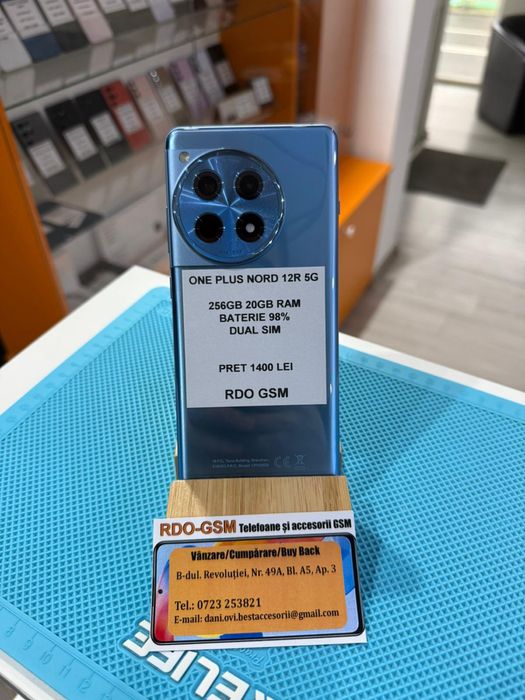 ONE PLUS NORD 12R 5G
256GB 20GB RAM
BATERIE 98%
DUAL SIM
PRET 1400 LEI
RDO GSM
RDO-GSM Telefoane și accesorii GSM
Vânzare/Cumpărare/Buy Back
B-dul. Revoluției, Nr. 49A, Bl. A5, Ap. 3
Tel.: 0723 253821
E-mail: dani.ovi.bestaccesorii@gmail.com
RELIFE